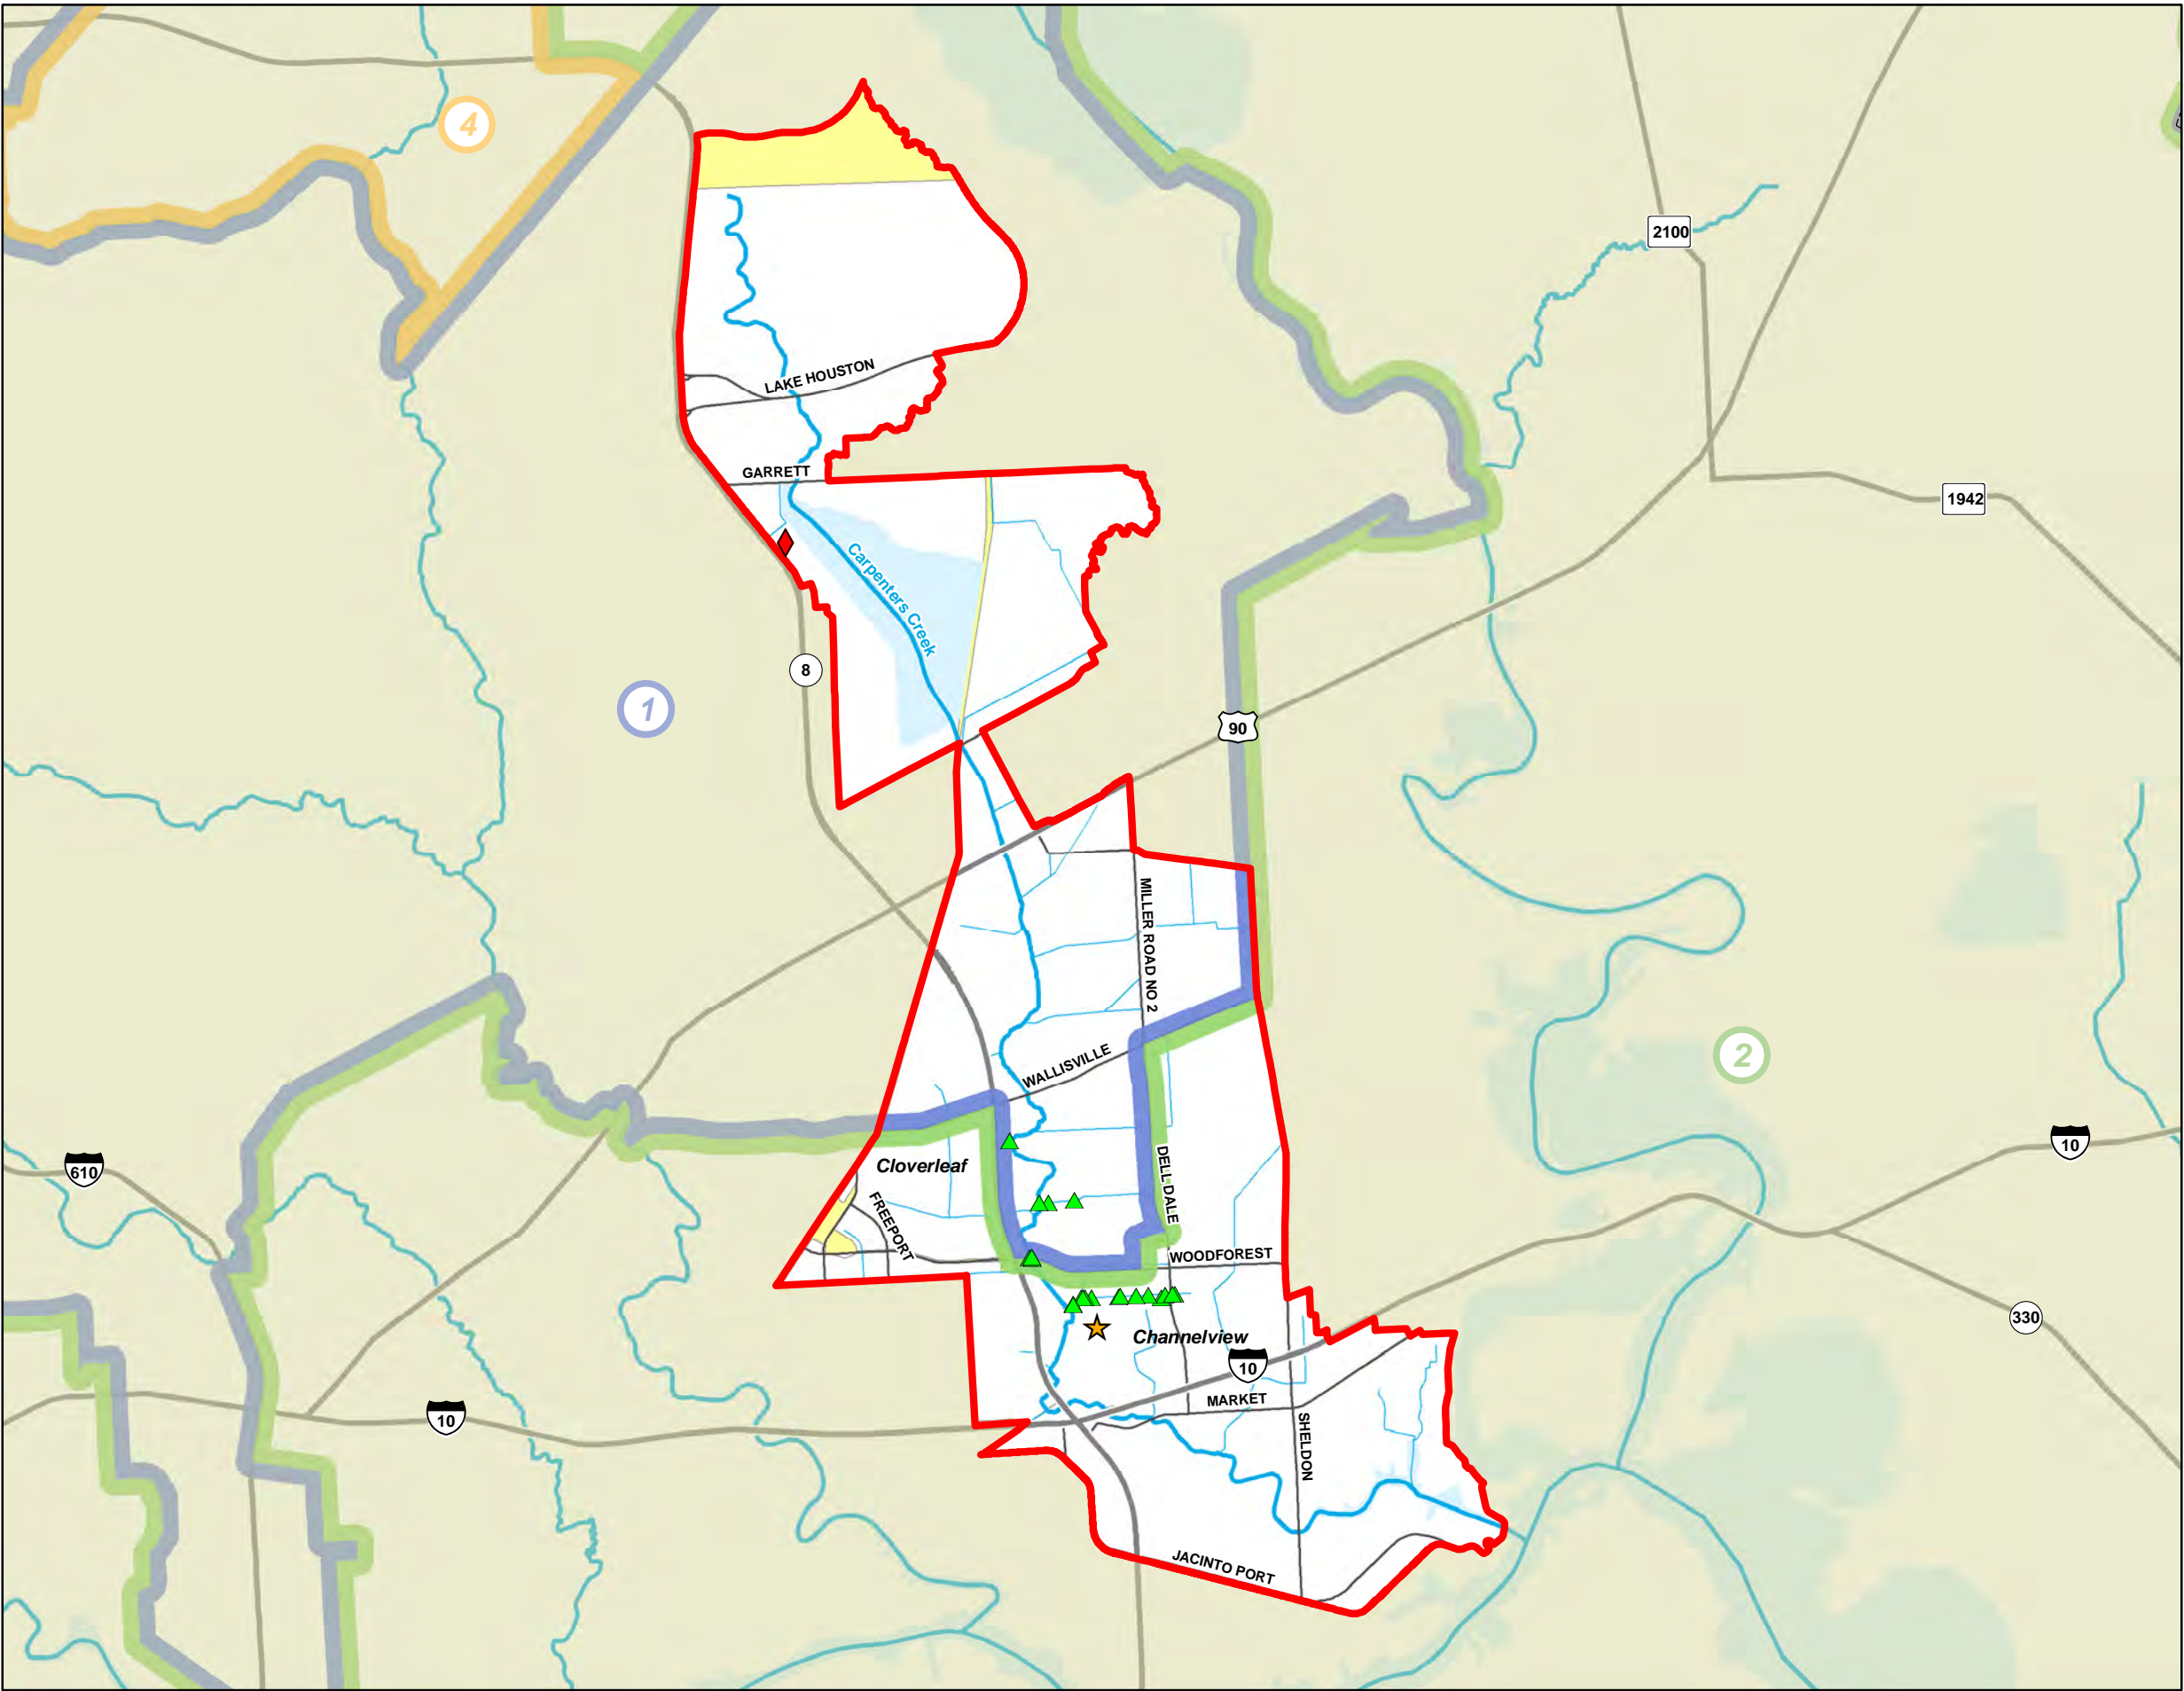 4
2100
LAKE HOUSTON
GARRETT
1942
Carpenters Creek
8
1
90
MILLER ROAD NO 2
WALLISVILLE
2
610
Cloverleaf
DELL DALE
10
FREEPORT
WOODFOREST
330
Channelview
10
MARKET
10
SHELDON
JACINTO PORT